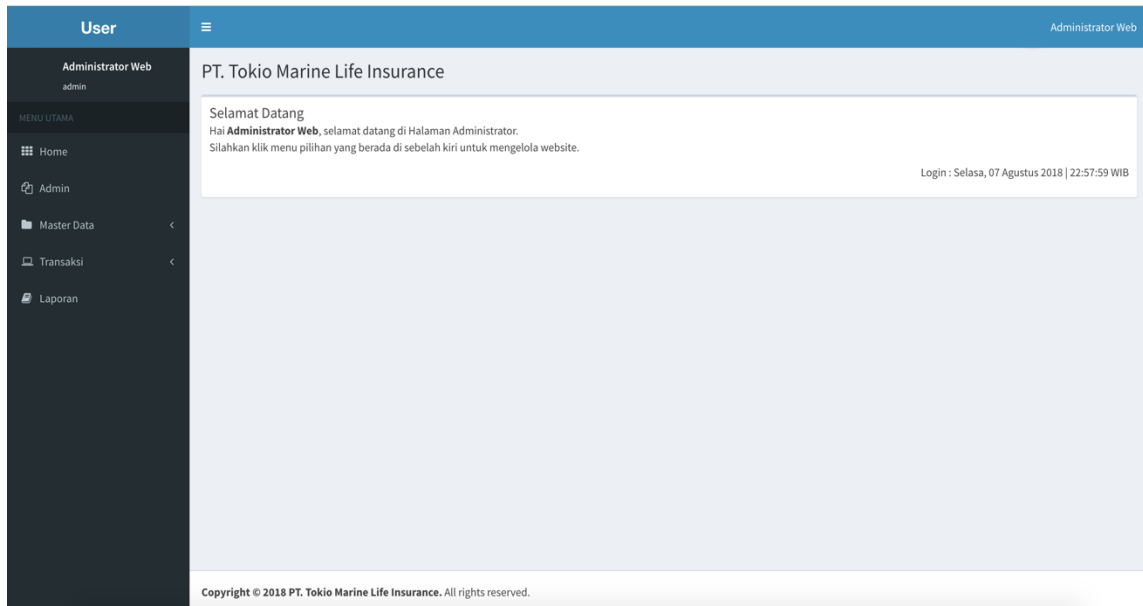 User
Administrator Web
Administrator Web
admin
MENU UTAMA
Home
Admin
Master Data
Transaksi
Laporan
PT. Tokio Marine Life Insurance
Selamat Datang
Hai Administrator Web, selamat datang di Halaman Administrator.
Silahkan klik menu pilihan yang berada di sebelah kiri untuk mengelola website.
Login : Selasa, 07 Agustus 2018 | 22:57:59 WIB
Copyright © 2018 PT. Tokio Marine Life Insurance. All rights reserved.